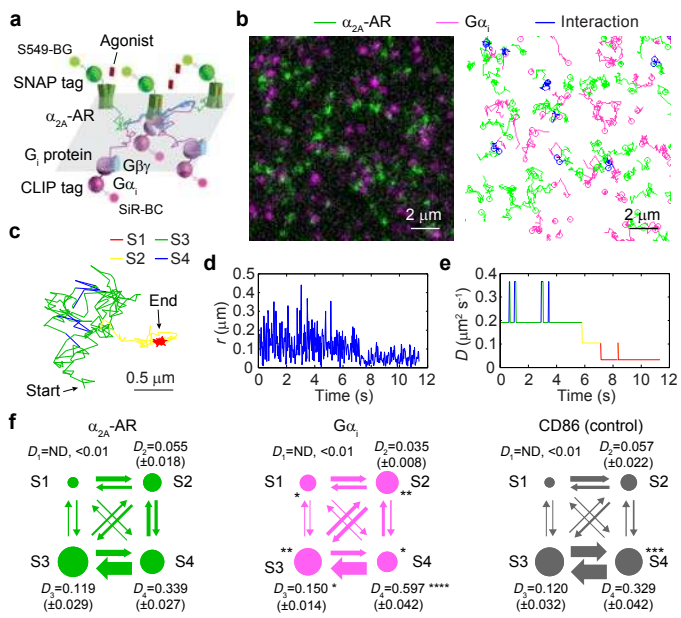 a
S549-BG
Agonist
SNAP tag
α2A-AR
Gi protein
Gβγ
CLIP tag
Gαi
SiR-BC
b
α2A-AR
Gαi
Interaction
2 μm
2 μm
c
S1
S3
S2
S4
End
Start
0.5 μm
d
r (μm)
0.5
0.4
0.3
0.2
0.1
0
0 2 4 6 8 10 12
Time (s)
e
D (μm² s⁻¹)
0.4
0.3
0.2
0.1
0
0 2 4 6 8 10 12
Time (s)
f
α2A-AR
D1=ND, <0.01
D2=0.055
(±0.018)
S1
S2
S3
S4
D3=0.119
(±0.029)
D4=0.339
(±0.027)
Gαi
D1=ND, <0.01
D2=0.035
(±0.008)
S1
S2
*
**
**
*
S3
S4
D3=0.150 *
(±0.014)
D4=0.597 ****
(±0.042)
CD86 (control)
D1=ND, <0.01
D2=0.057
(±0.022)
S1
S2
***
S3
S4
D3=0.120
(±0.032)
D4=0.329
(±0.042)